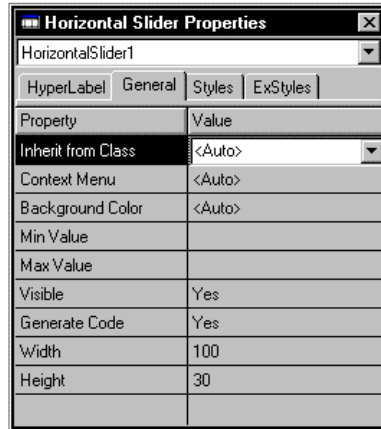 Horizontal Slider Properties
HorizontalSlider1
HyperLabel General Styles ExStyles
Property Value
Inherit from Class <Auto>
Context Menu <Auto>
Background Color <Auto>
Min Value
Max Value
Visible Yes
Generate Code Yes
Width 100
Height 30